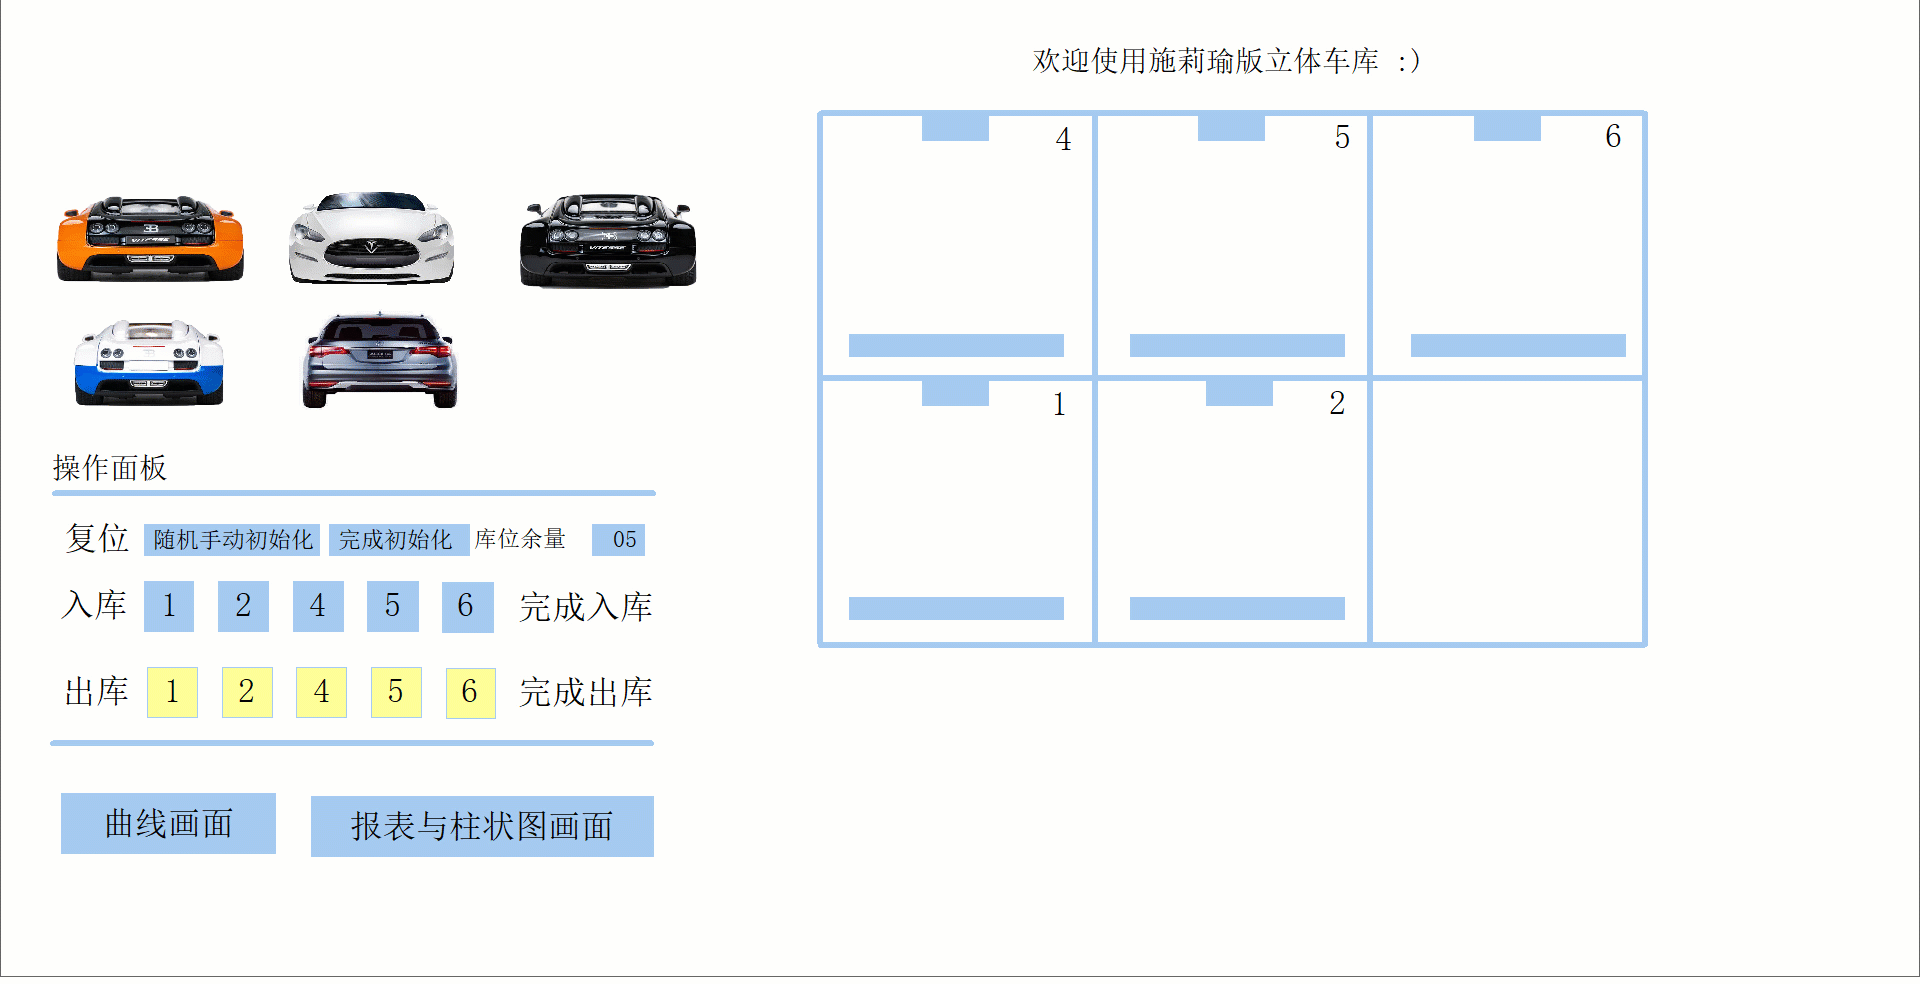 欢迎使用施莉瑜版立体车库 :)
4 5 6
1 2
VITESSE
操作面板
复位 随机手动初始化 完成初始化 库位余量 05
入库 1 2 4 5 6 完成入库
出库 1 2 4 5 6 完成出库
曲线画面 报表与柱状图画面